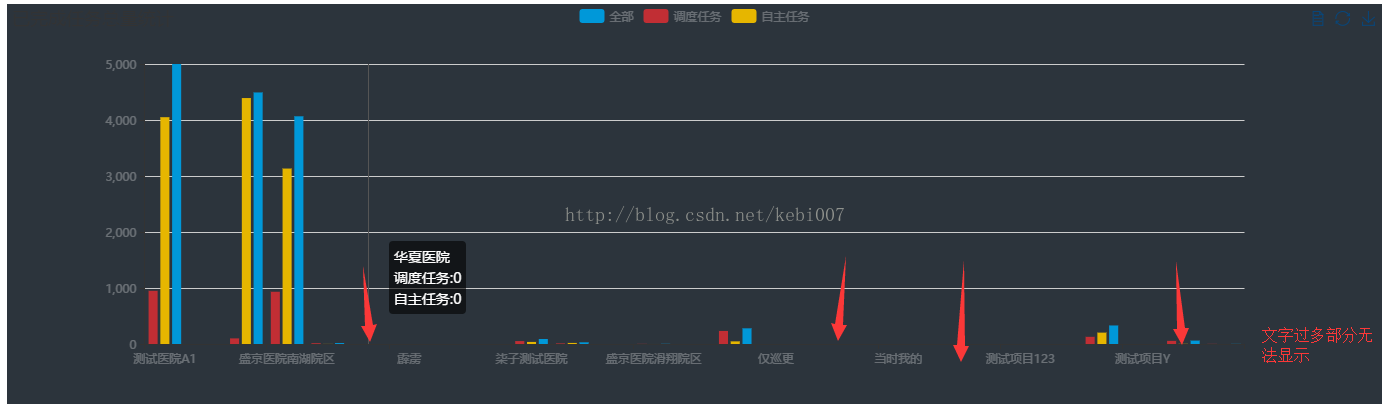 全部 调度任务 自主任务
5,000
4,000
3,000
2,000
1,000
0
http://blog.csdn.net/kebi007
华夏医院
调度任务:0
自主任务:0
测试医院A1 盛京医院南湖院区 霹雳 柒子测试医院 盛京医院滑翔院区 仅巡更 当时我的 测试项目123 测试项目Y
文字过多部分无
法显示